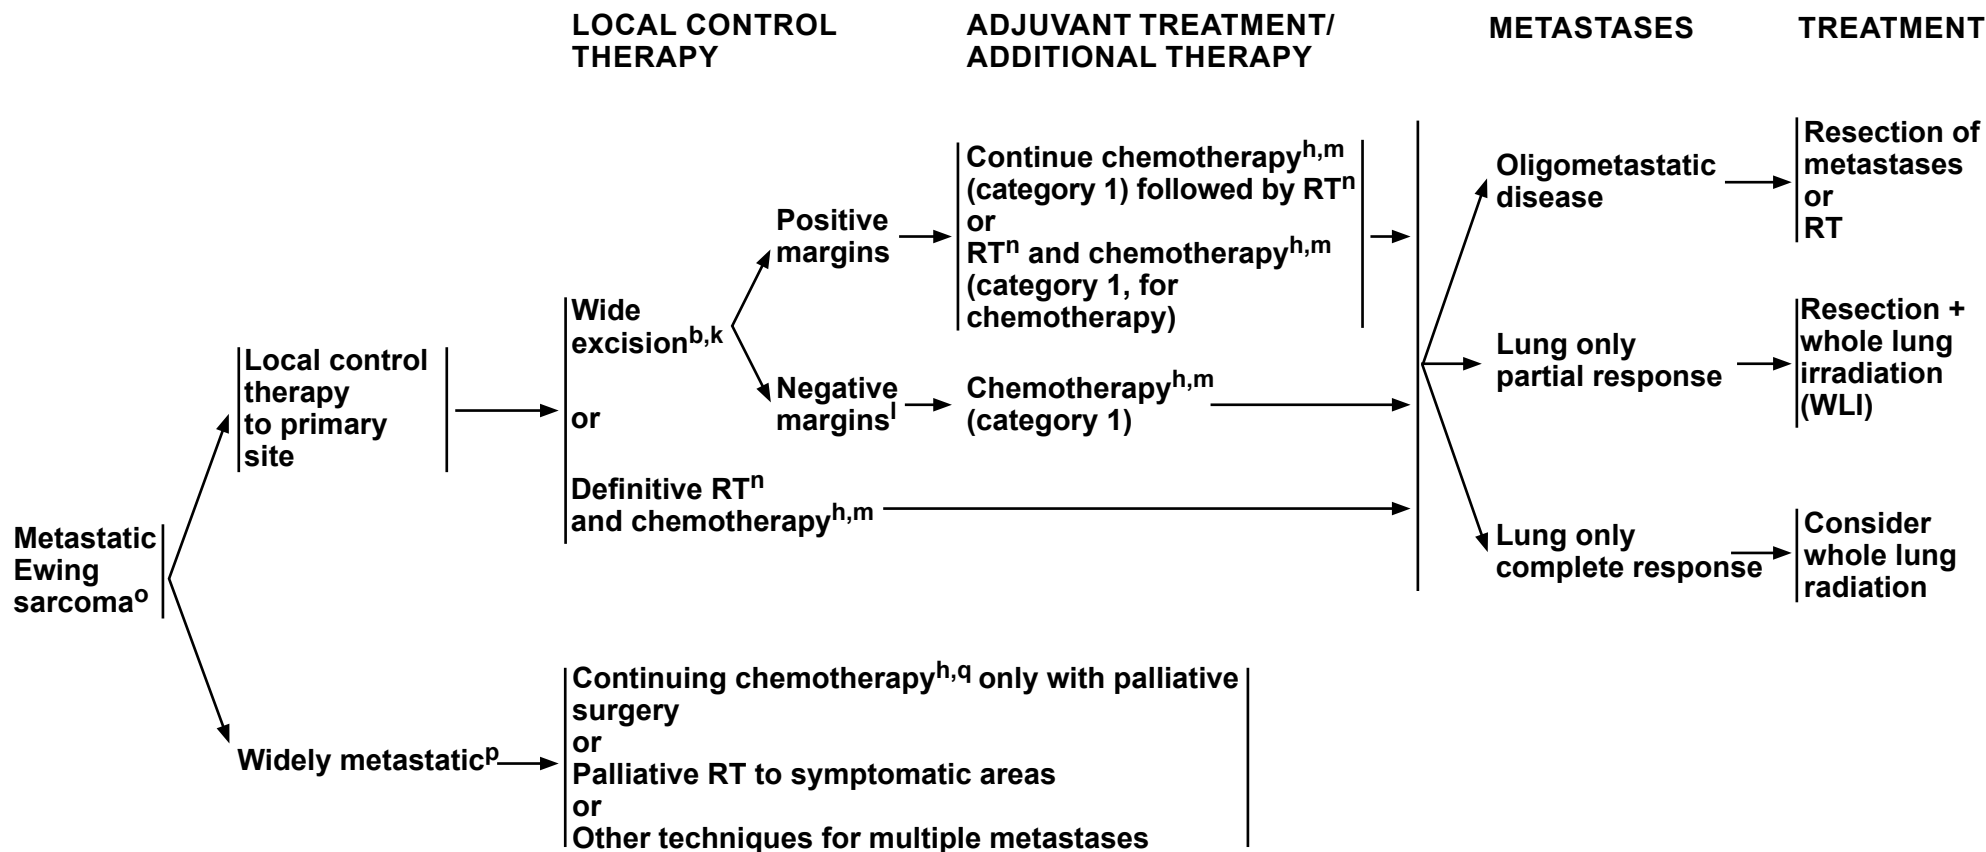 LOCAL CONTROL
THERAPY
ADJUVANT TREATMENT/
ADDITIONAL THERAPY
METASTASES
TREATMENT
Metastatic
Ewing
sarcomaᵒ
Local control
therapy
to primary
site
Wide
excisionᵇ,ᵏ
or
Definitive RTⁿ
and chemotherapyʰ,ᵐ
Positive
margins
Negative
marginsˡ
Continue chemotherapyʰ,ᵐ
(category 1) followed by RTⁿ
or
RTⁿ and chemotherapyʰ,ᵐ
(category 1, for
chemotherapy)
Chemotherapyʰ,ᵐ
(category 1)
Oligometastatic
disease
Resection of
metastases
or
RT
Lung only
partial response
Resection +
whole lung
irradiation
(WLI)
Lung only
complete response
Consider
whole lung
radiation
Widely metastaticᵖ
Continuing chemotherapyʰ,q only with palliative
surgery
or
Palliative RT to symptomatic areas
or
Other techniques for multiple metastases